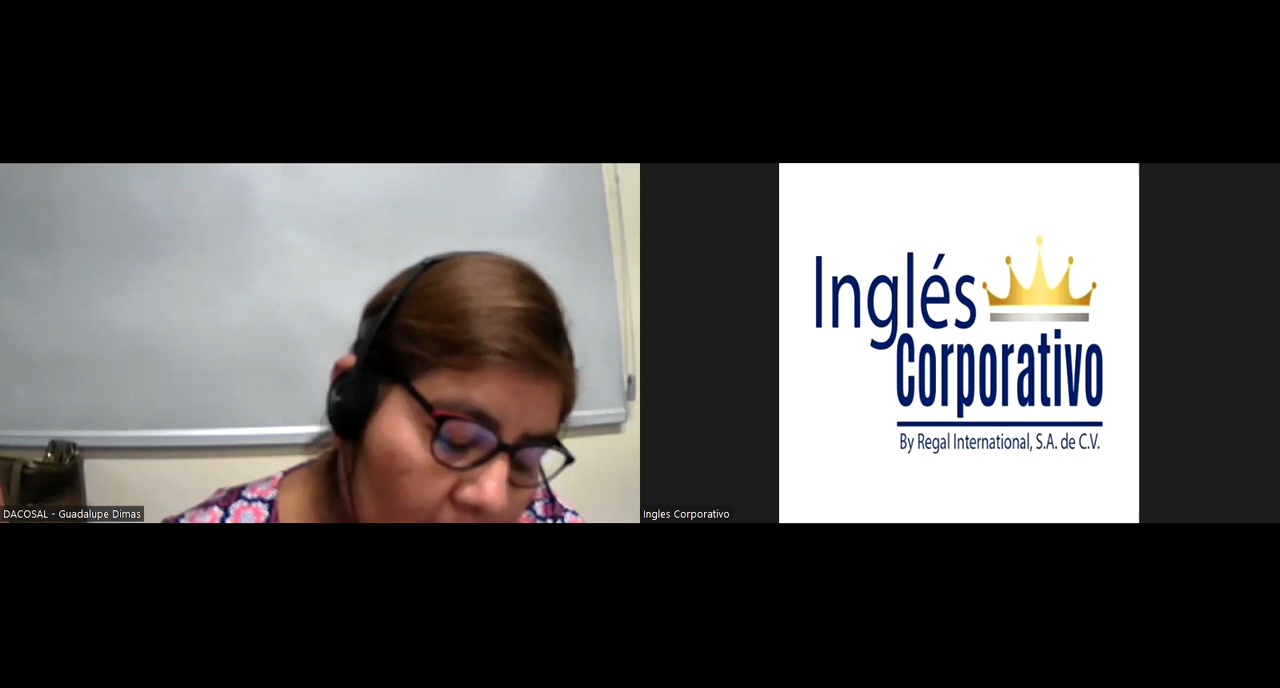 Inglés
Corporativo
By Regal International, S.A. de C.V.
DACOSAL - Guadalupe Dimas
Ingles Corporativo